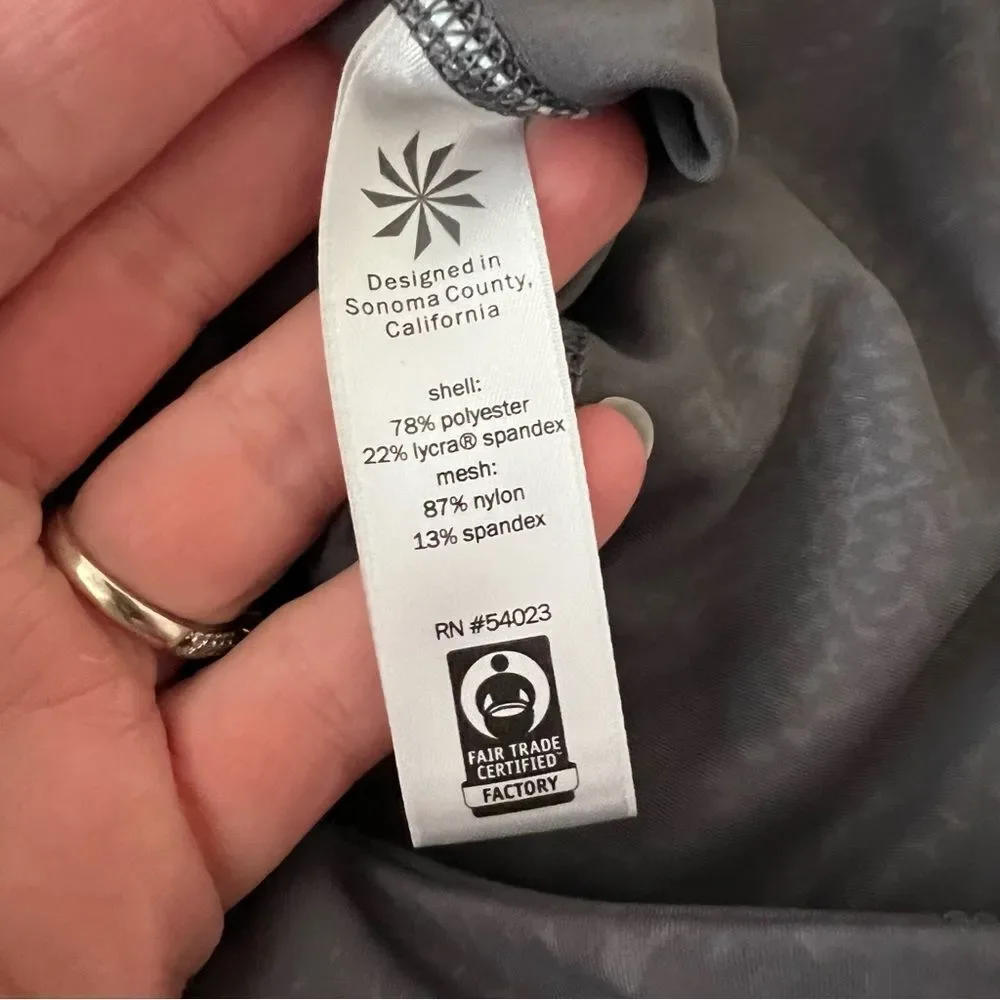 Designed in
Sonoma County,
California
shell:
78% polyester
22% lycra® spandex
mesh:
87% nylon
13% spandex
RN #54023
FAIR TRADE
CERTIFIED™
FACTORY